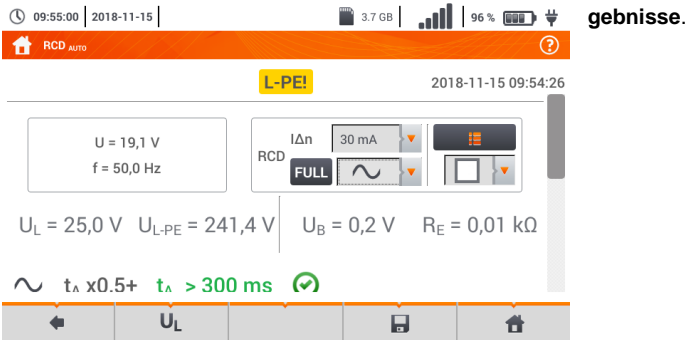 09:55:00 2018-11-15 3.7 GB 96 %
gebnisse.
RCD AUTO ?
L-PE! 2018-11-15 09:54:26
U = 19,1 V
f = 50,0 Hz
IΔn 30 mA
RCD
FULL
UL = 25,0 V UL-PE = 241,4 V UB = 0,2 V RE = 0,01 kΩ
tA x0.5+ tA > 300 ms
UL